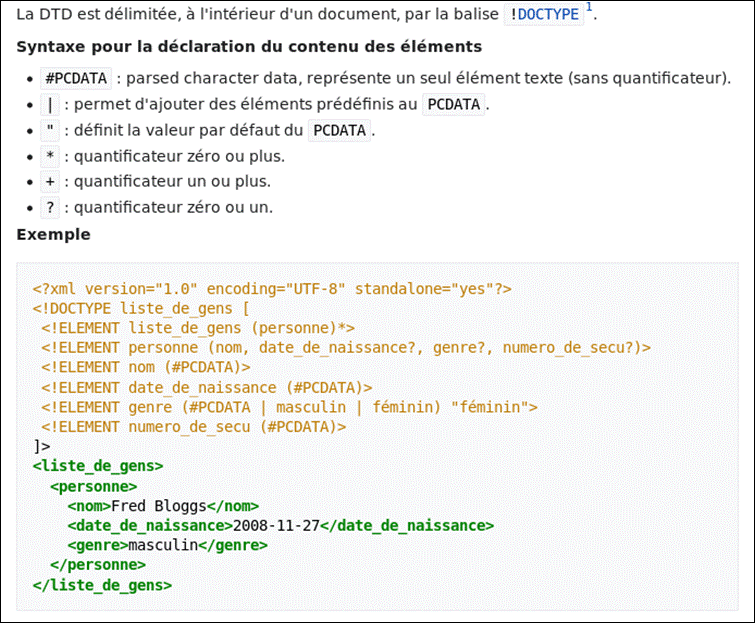 La DTD est délimitée, à l'intérieur d'un document, par la balise !DOCTYPE 1.
Syntaxe pour la déclaration du contenu des éléments
• #PCDATA : parsed character data, représente un seul élément texte (sans quantificateur).
• | : permet d'ajouter des éléments prédéfinis au PCDATA.
• " : définit la valeur par défaut du PCDATA.
• * : quantificateur zéro ou plus.
• + : quantificateur un ou plus.
• ? : quantificateur zéro ou un.
Exemple
<?xml version="1.0" encoding="UTF-8" standalone="yes"?>
<!DOCTYPE liste_de_gens [
 <!ELEMENT liste_de_gens (personne)*>
 <!ELEMENT personne (nom, date_de_naissance?, genre?, numero_de_secu?)>
 <!ELEMENT nom (#PCDATA)>
 <!ELEMENT date_de_naissance (#PCDATA)>
 <!ELEMENT genre (#PCDATA | masculin | féminin) "féminin">
 <!ELEMENT numero_de_secu (#PCDATA)>
]>
<liste_de_gens>
  <personne>
    <nom>Fred Bloggs</nom>
    <date_de_naissance>2008-11-27</date_de_naissance>
    <genre>masculin</genre>
  </personne>
</liste_de_gens>